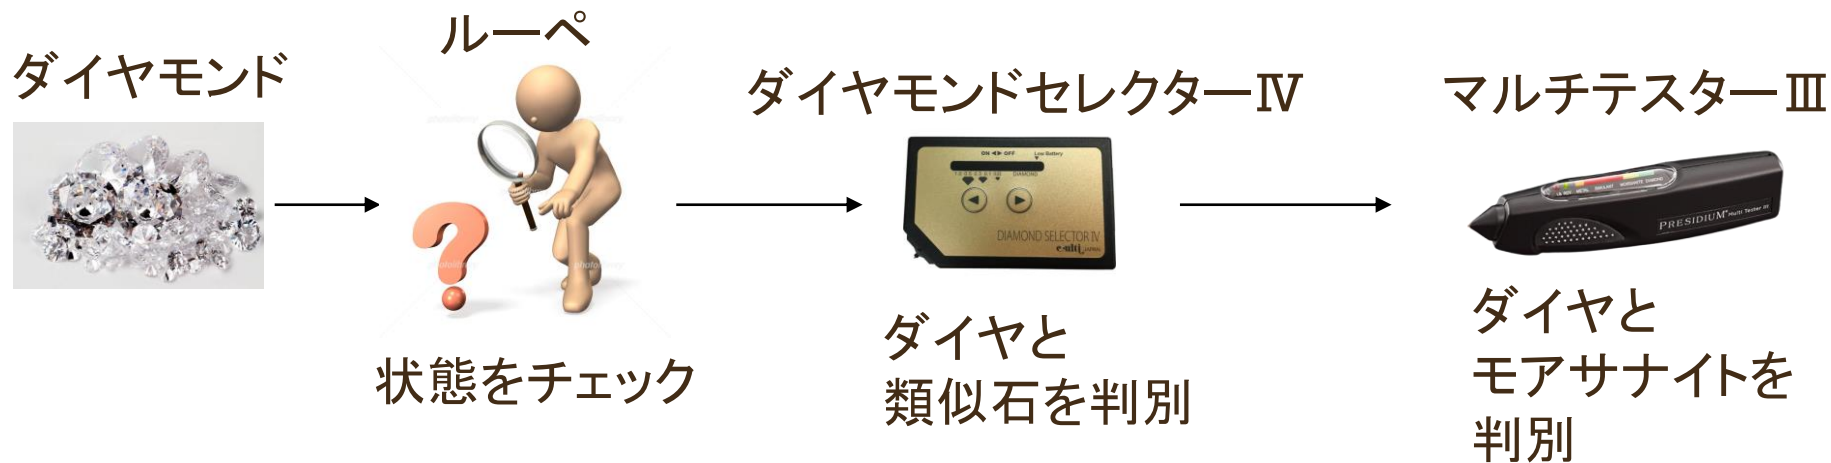 ダイヤモンド
ルーペ
状態をチェック
ダイヤモンドセレクターⅣ
ON ◀▶ OFF
Low Battery
DIAMOND
DIAMOND SELECTOR Ⅳ
ダイヤと
類似石を判別
マルチテスターⅢ
PRESIDIUM Multi Tester III
ダイヤと
モアサナイトを
判別